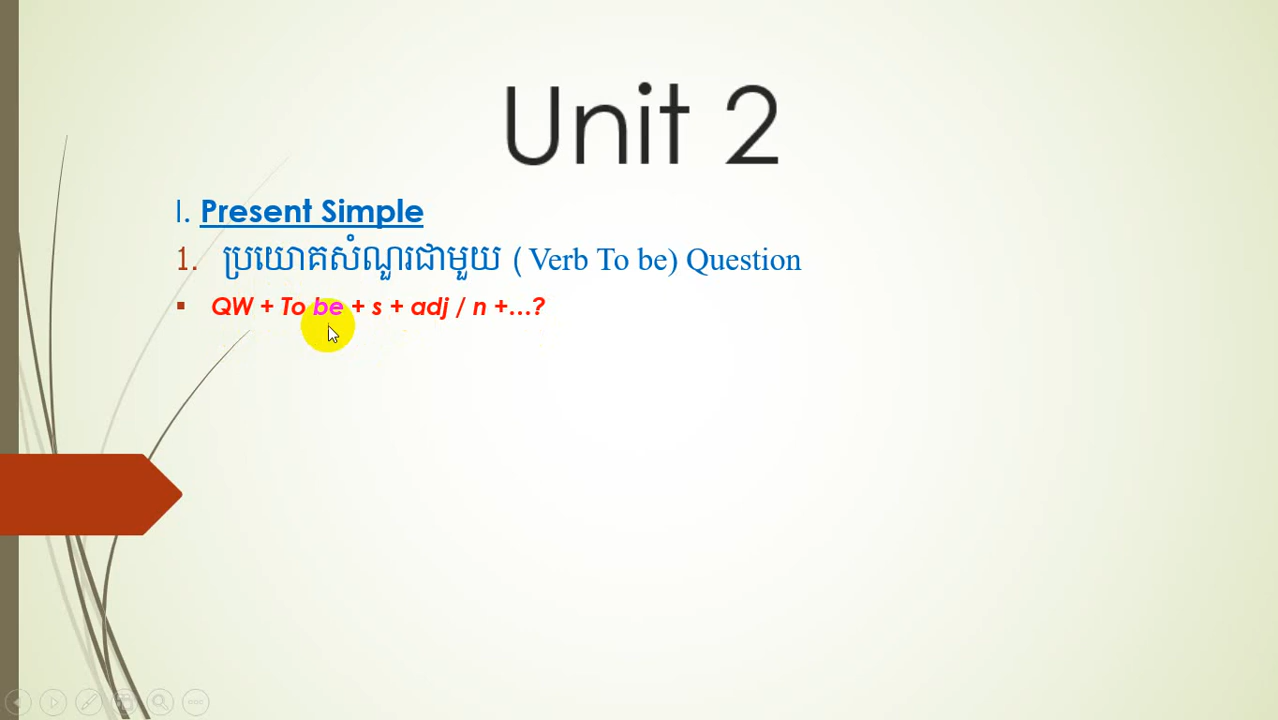 Unit 2
I. Present Simple
1. ប្រយោគសំណួរជាមួយ ( Verb To be) Question
▪ QW + To be + s + adj / n +...?